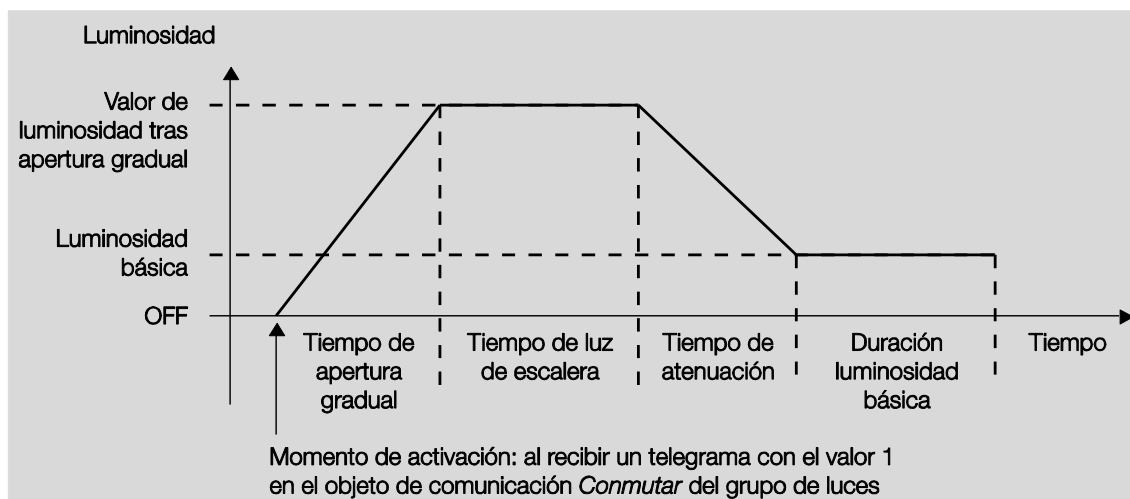 Luminosidad
Valor de
luminosidad tras
apertura gradual
Luminosidad
básica
OFF
Tiempo de
apertura
gradual
Tiempo de luz
de escalera
Tiempo de
atenuación
Duración
luminosidad
básica
Tiempo
Momento de activación: al recibir un telegrama con el valor 1
en el objeto de comunicación Conmutar del grupo de luces